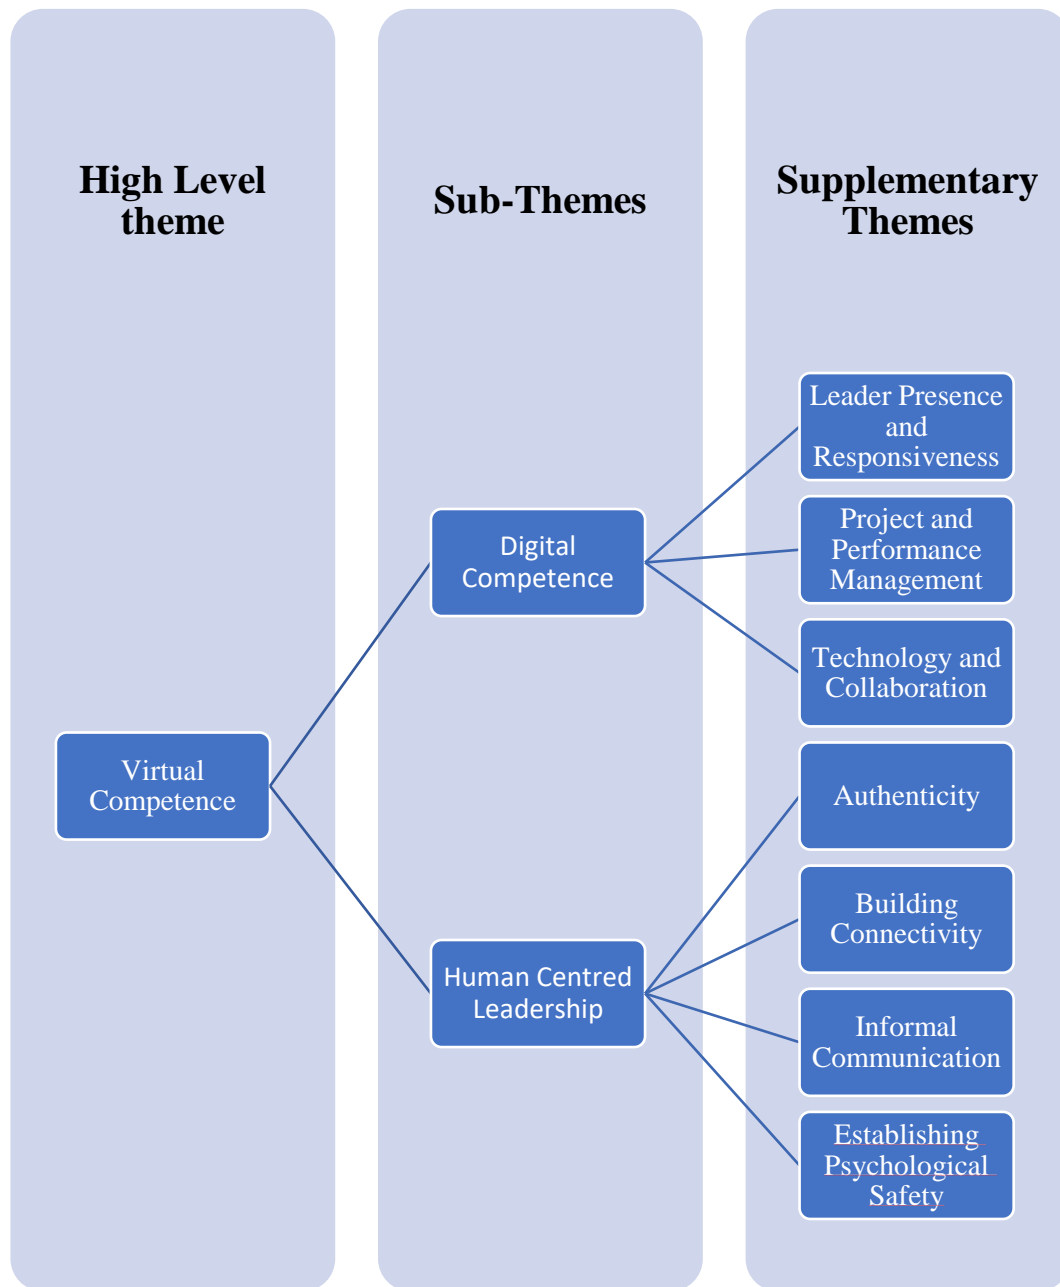 High Level
theme
Sub-Themes
Supplementary
Themes
Virtual
Competence
Digital
Competence
Human Centred
Leadership
Leader Presence
and
Responsiveness
Project and
Performance
Management
Technology and
Collaboration
Authenticity
Building
Connectivity
Informal
Communication
Establishing
Psychological
Safety